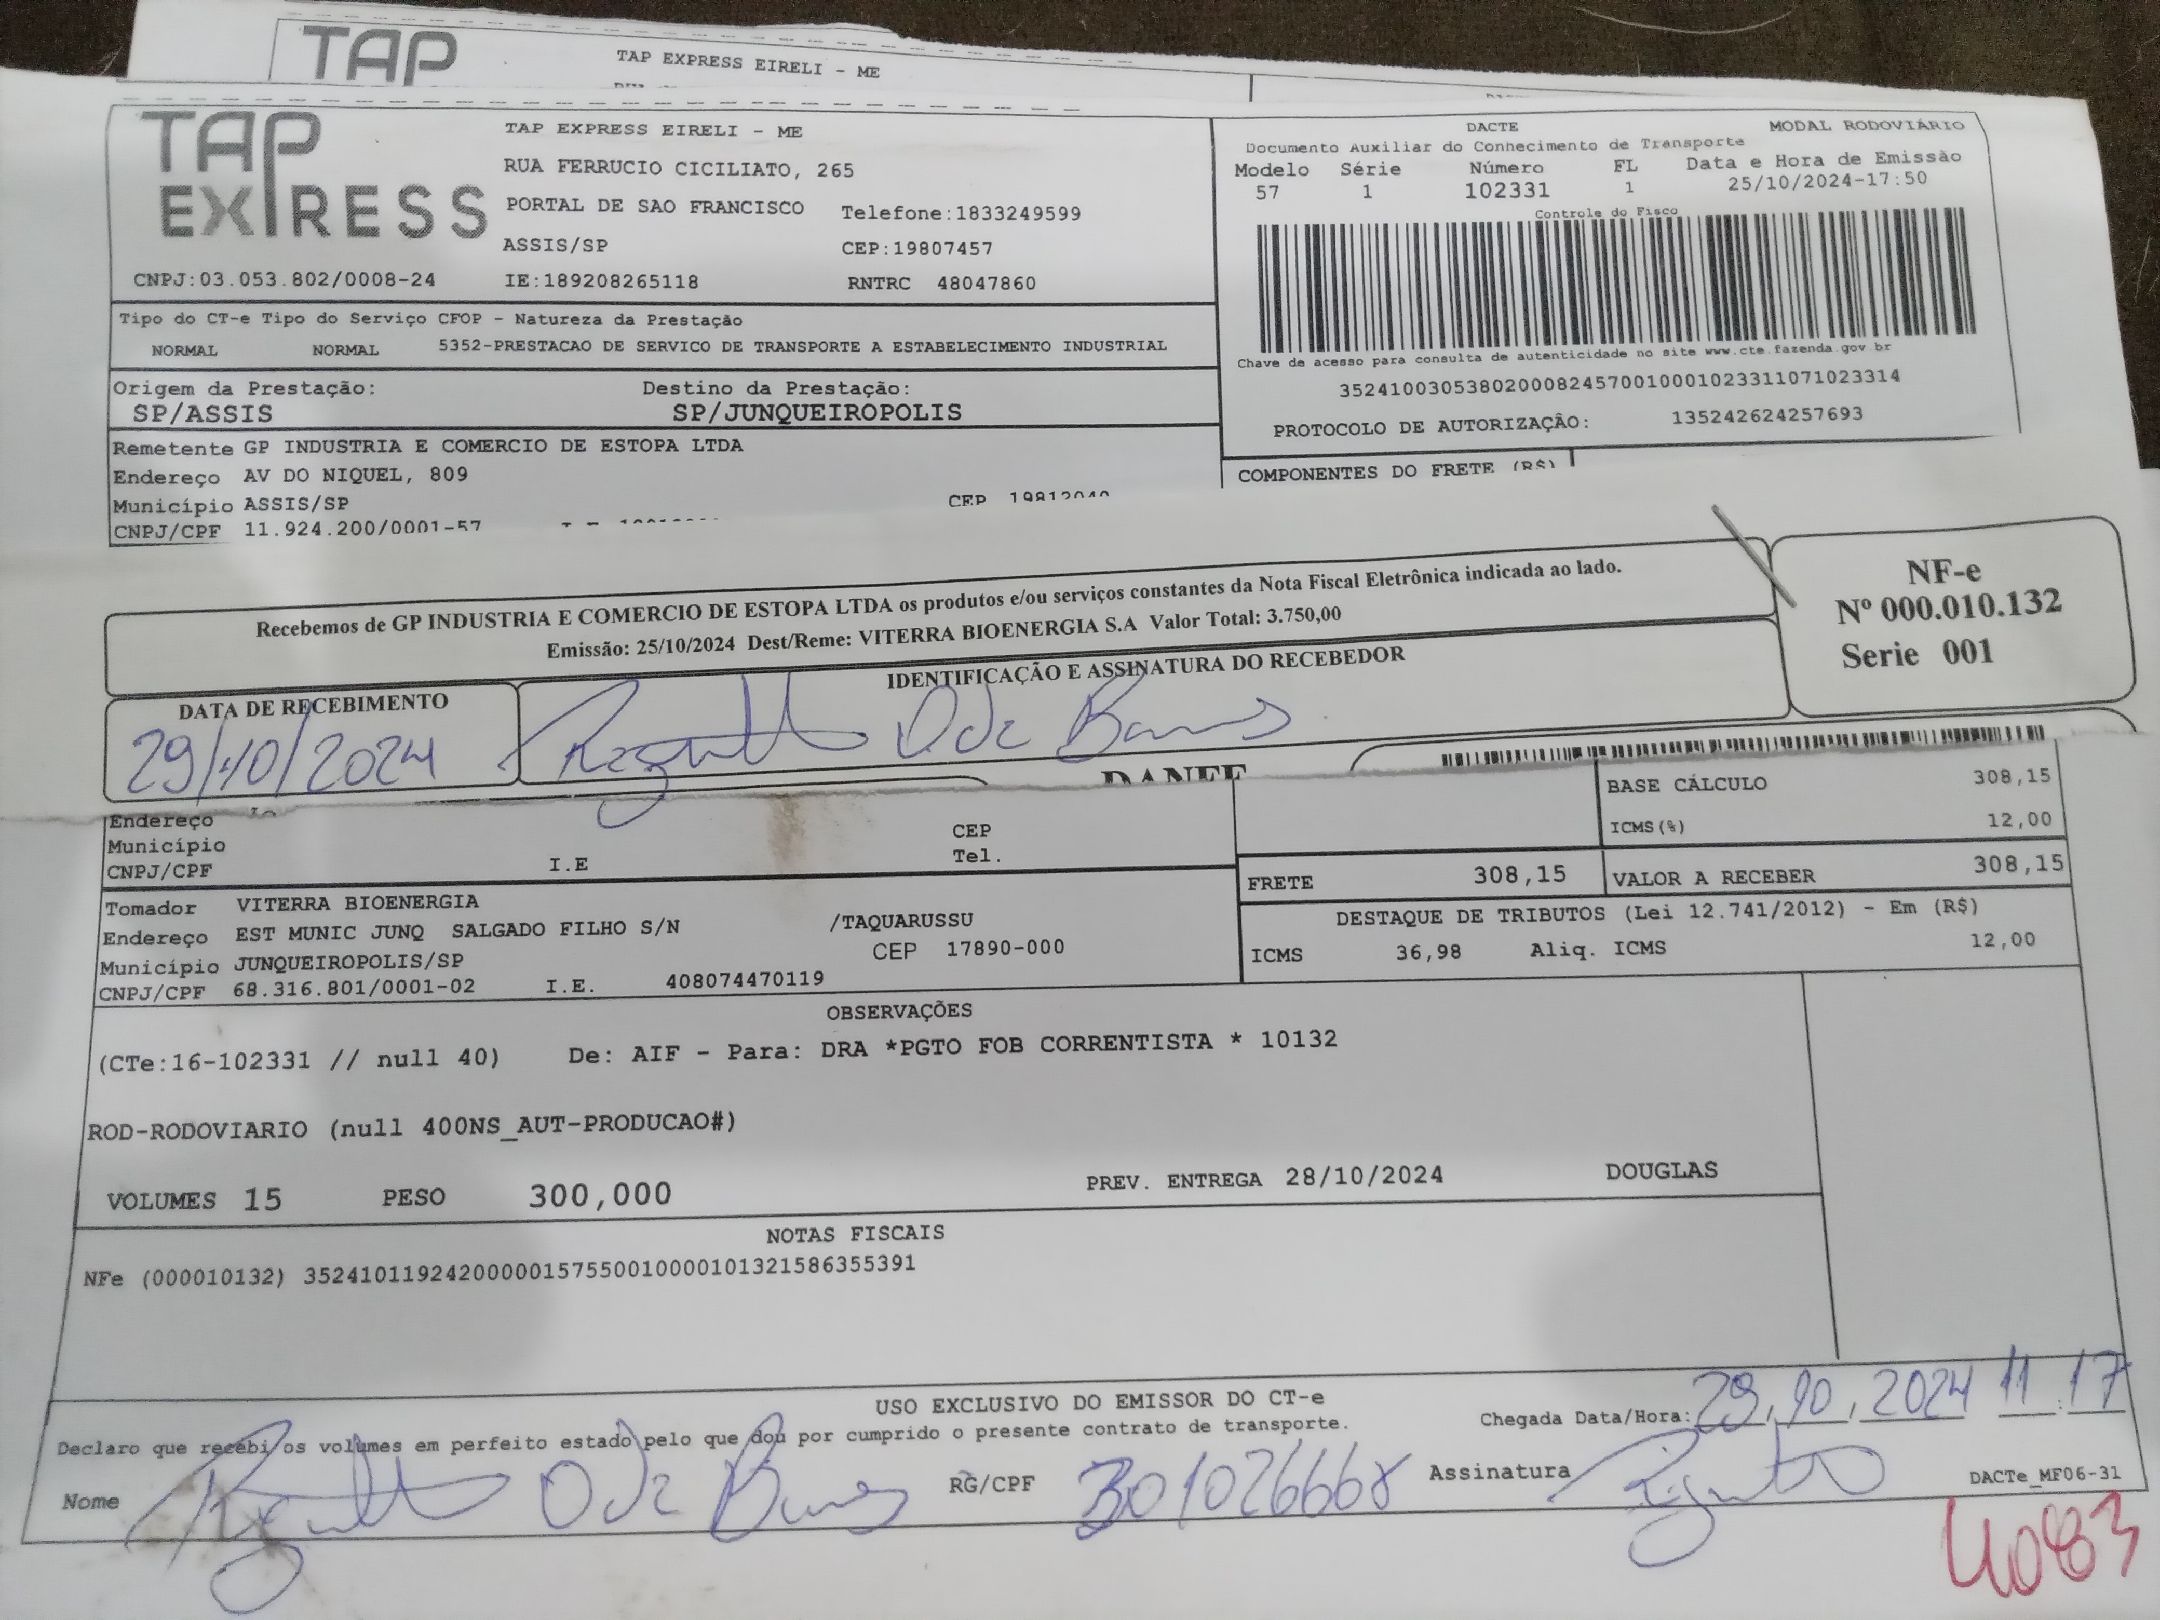 TAP
TAP EXPRESS EIRELI - ME
TAP EXPRESS
TAP EXPRESS EIRELI - ME
RUA FERRUCIO CICILIATO, 265
PORTAL DE SAO FRANCISCO Telefone:1833249599
ASSIS/SP CEP:19807457
CNPJ:03.053.802/0008-24 IE:189208265118 RNTRC 48047860
DACTE MODAL RODOVIÁRIO
Documento Auxiliar do Conhecimento de Transporte
Modelo Série Número FL Data e Hora de Emissão
57 1 102331 1 25/10/2024-17:50
Controle do Fisco
Chave de acesso para consulta de autenticidade no site www.cte.fazenda.gov.br
35241003053802000824570010001023311071023314
PROTOCOLO DE AUTORIZAÇÃO: 135242624257693
Tipo do CT-e Tipo do Serviço CFOP - Natureza da Prestação
NORMAL NORMAL 5352-PRESTACAO DE SERVICO DE TRANSPORTE A ESTABELECIMENTO INDUSTRIAL
Origem da Prestação: Destino da Prestação:
SP/ASSIS SP/JUNQUEIROPOLIS
Remetente GP INDUSTRIA E COMERCIO DE ESTOPA LTDA
Endereço AV DO NIQUEL, 809
Município ASSIS/SP CEP 19812040
CNPJ/CPF 11.924.200/0001-57
COMPONENTES DO FRETE (R$)
Recebemos de GP INDUSTRIA E COMERCIO DE ESTOPA LTDA os produtos e/ou serviços constantes da Nota Fiscal Eletrônica indicada ao lado.
Emissão: 25/10/2024 Dest/Reme: VITERRA BIOENERGIA S.A Valor Total: 3.750,00
NF-e
Nº 000.010.132
Serie 001
DATA DE RECEBIMENTO IDENTIFICAÇÃO E ASSINATURA DO RECEBEDOR
29/10/2024
DANFE
Endereço
Município CEP
CNPJ/CPF I.E Tel.
BASE CÁLCULO 308,15
ICMS(%) 12,00
FRETE 308,15 VALOR A RECEBER 308,15
DESTAQUE DE TRIBUTOS (Lei 12.741/2012) - Em (R$)
ICMS 36,98 Aliq. ICMS 12,00
Tomador VITERRA BIOENERGIA
Endereço EST MUNIC JUNQ SALGADO FILHO S/N /TAQUARUSSU
Município JUNQUEIROPOLIS/SP CEP 17890-000
CNPJ/CPF 68.316.801/0001-02 I.E. 408074470119
OBSERVAÇÕES
(CTe:16-102331 // null 40) De: AIF - Para: DRA *PGTO FOB CORRENTISTA * 10132
ROD-RODOVIARIO (null 400NS_AUT-PRODUCAO#)
VOLUMES 15 PESO 300,000 PREV. ENTREGA 28/10/2024 DOUGLAS
NOTAS FISCAIS
NFe (000010132) 35241011924200000157550010000101321586355391
USO EXCLUSIVO DO EMISSOR DO CT-e
Declaro que recebi os volumes em perfeito estado pelo que dou por cumprido o presente contrato de transporte.
Chegada Data/Hora: 29,10,2024 11:17
Nome RG/CPF 301026668 Assinatura
DACTe_MF06-31
4083